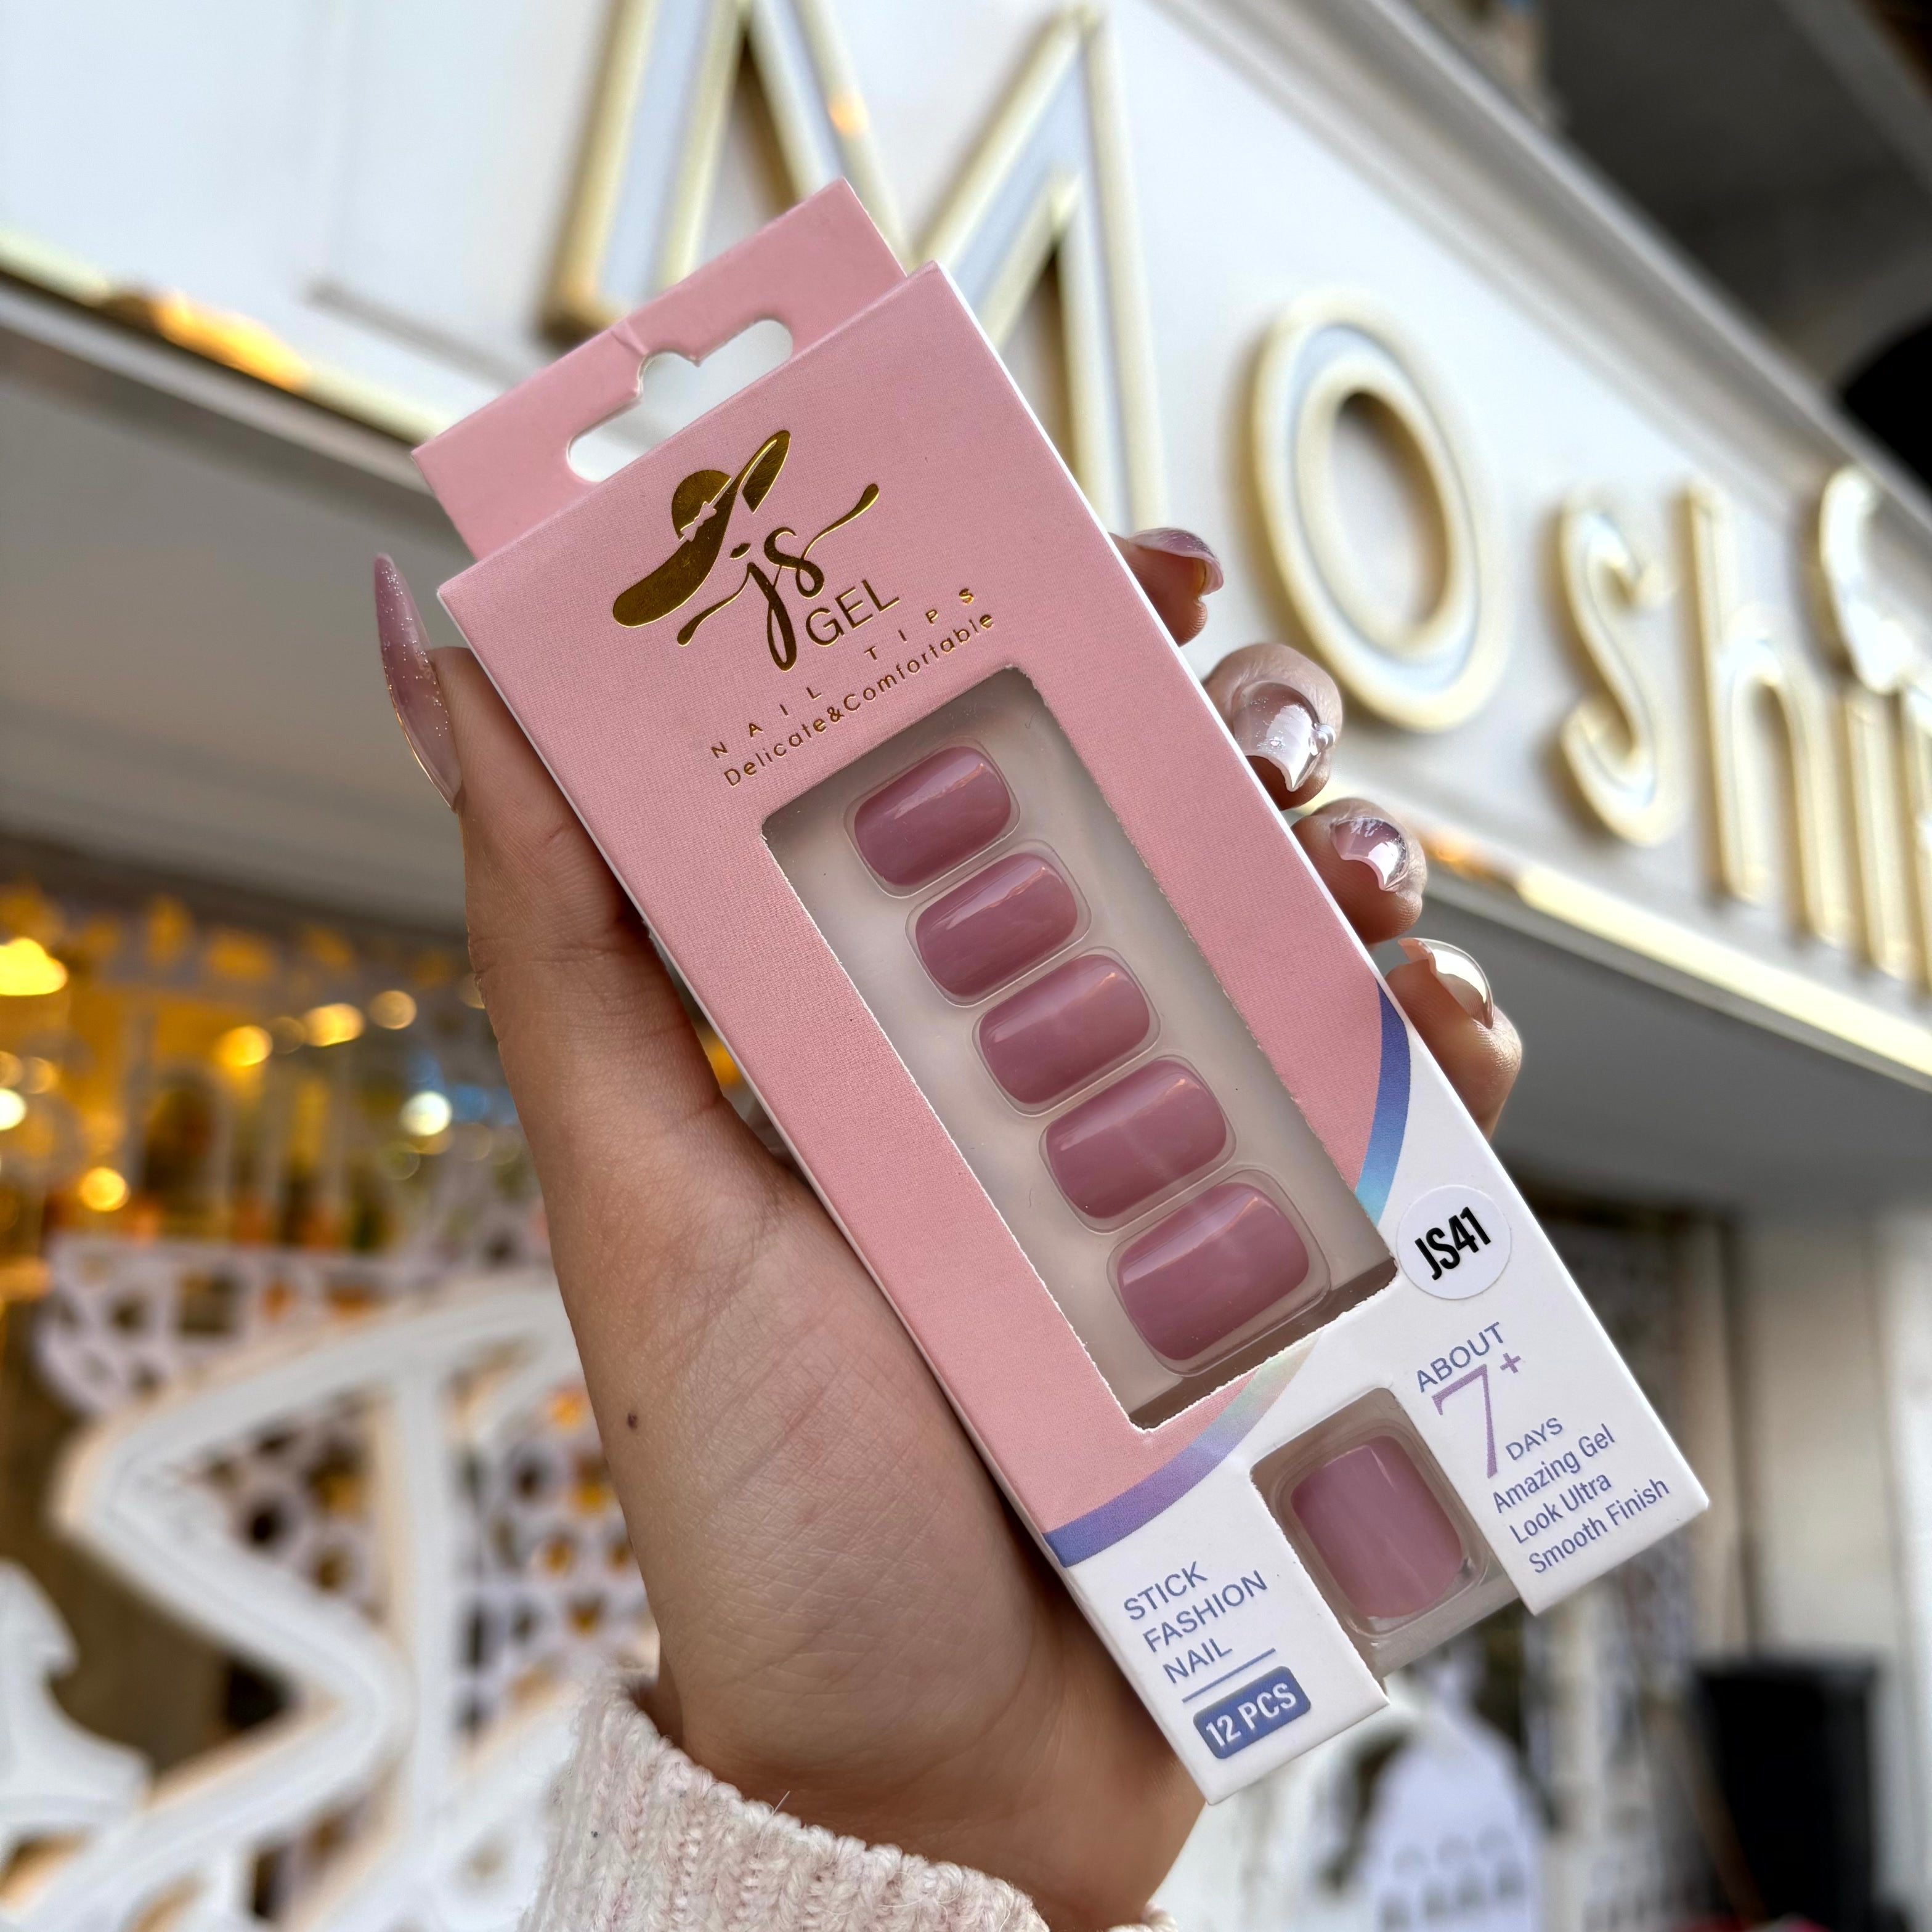 Moshi
js
GEL
NAIL TIPS
Delicate&Comfortable
JS41
ABOUT
7+
DAYS
Amazing Gel
Look Ultra
Smooth Finish
STICK
FASHION
NAIL
12 PCS